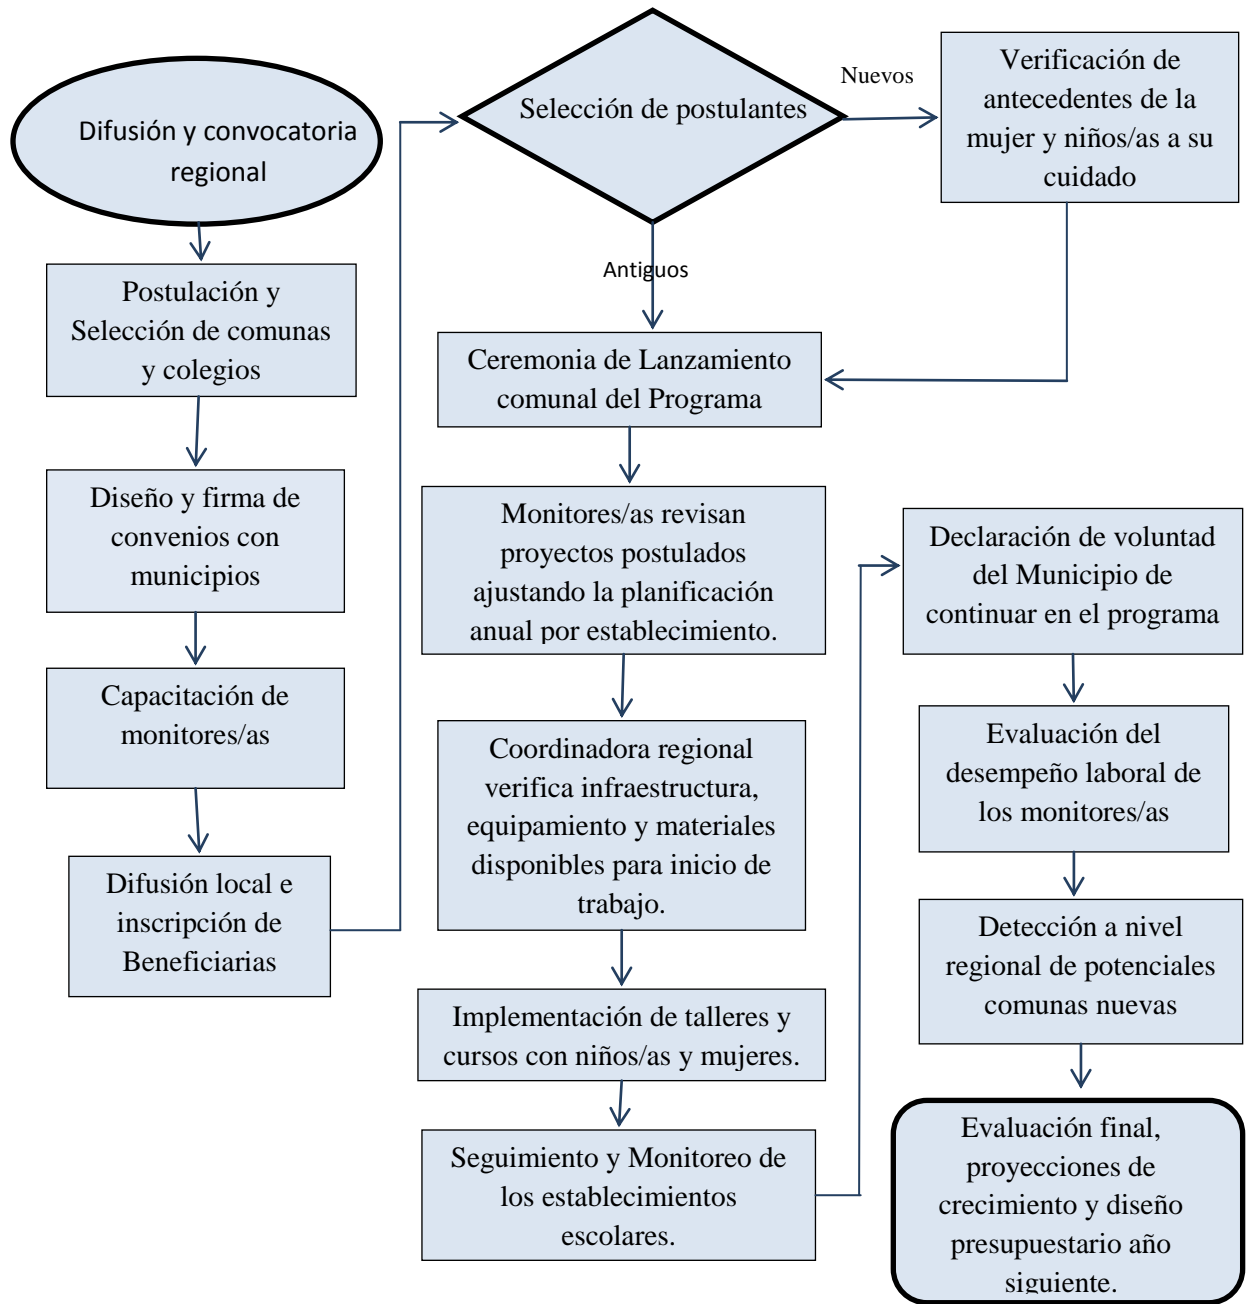 Difusión y convocatoria
regional
Postulación y
Selección de comunas
y colegios
Diseño y firma de
convenios con
municipios
Capacitación de
monitores/as
Difusión local e
inscripción de
Beneficiarias
Selección de postulantes
Nuevos
Verificación de
antecedentes de la
mujer y niños/as a su
cuidado
Antiguos
Ceremonia de Lanzamiento
comunal del Programa
Monitores/as revisan
proyectos postulados
ajustando la planificación
anual por establecimiento.
Coordinadora regional
verifica infraestructura,
equipamiento y materiales
disponibles para inicio de
trabajo.
Implementación de talleres y
cursos con niños/as y mujeres.
Seguimiento y Monitoreo de
los establecimientos
escolares.
Declaración de voluntad
del Municipio de
continuar en el programa
Evaluación del
desempeño laboral de
los monitores/as
Detección a nivel
regional de potenciales
comunas nuevas
Evaluación final,
proyecciones de
crecimiento y diseño
presupuestario año
siguiente.